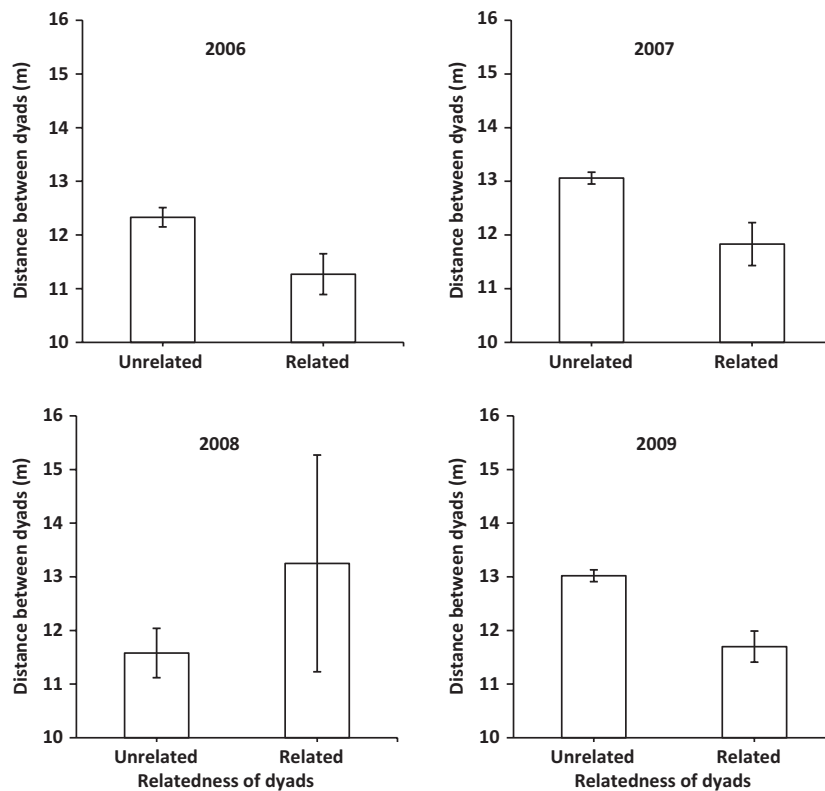 2006
Distance between dyads (m)
16
15
14
13
12
11
10
Unrelated
Related
2007
Distance between dyads (m)
16
15
14
13
12
11
10
Unrelated
Related
2008
Distance between dyads (m)
16
15
14
13
12
11
10
Unrelated
Related
Relatedness of dyads
2009
Distance between dyads (m)
16
15
14
13
12
11
10
Unrelated
Related
Relatedness of dyads